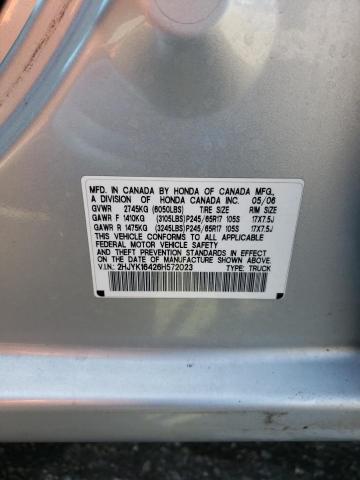 MFD. IN CANADA BY HONDA OF CANADA MFG.,
A DIVISION OF HONDA CANADA INC. 05/06
GVWR 2745KG (6050LBS) TIRE SIZE RIM SIZE
GAWR F 1410KG (3105LBS)P245/65R17 105S 17X7.5J
GAWR R 1475KG (3245LBS)P245/65R17 105S 17X7.5J
THIS VEHICLE CONFORMS TO ALL APPLICABLE
FEDERAL MOTOR VEHICLE SAFETY
AND THEFT PREVENTION STANDARDS IN EFFECT
ON THE DATE OF MANUFACTURE SHOWN ABOVE.
V.I.N.: 2HJYK16426H572023 TYPE: TRUCK